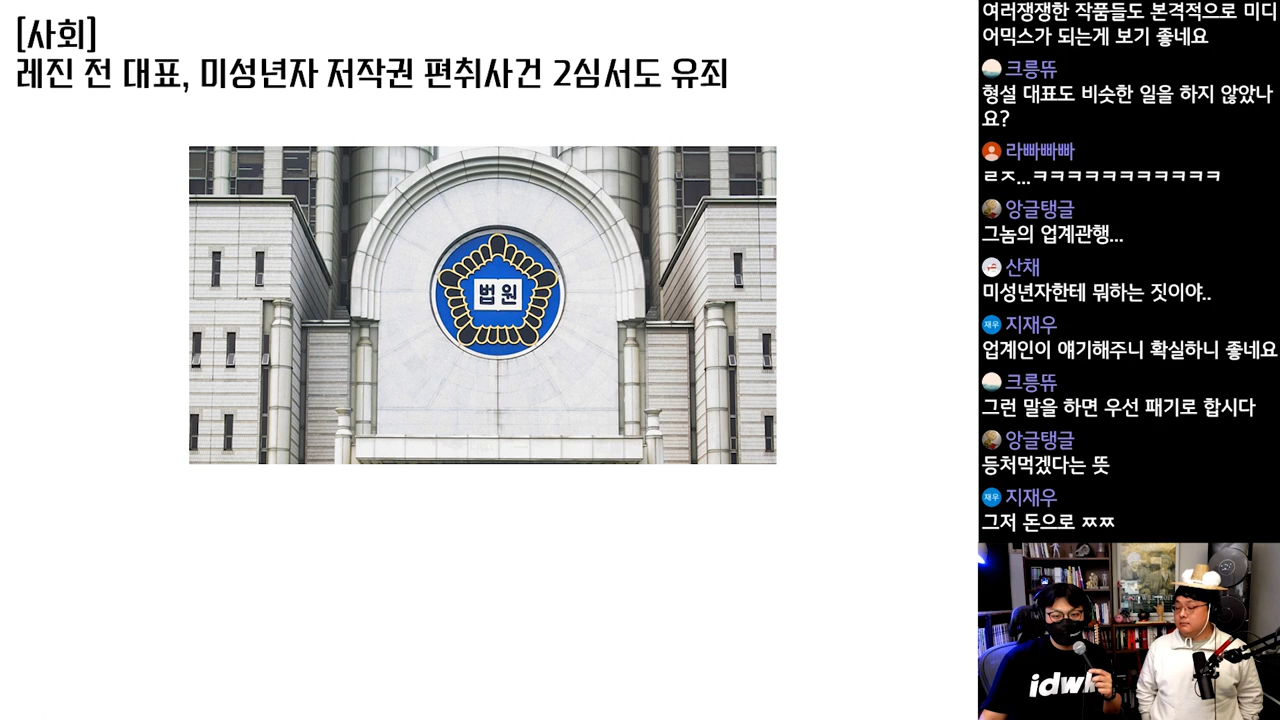 [사회]
레진 전 대표, 미성년자 저작권 편취사건 2심서도 유죄
법원
여러쟁쟁한 작품들도 본격적으로 미디
어믹스가 되는게 보기 좋네요
크릉뜌
형설 대표도 비슷한 일을 하지 않았나
요?
라빠빠빠
ㄹㅈ...ㅋㅋㅋㅋㅋㅋㅋㅋㅋㅋㅋ
앙글탱글
그놈의 업계관행...
산채
미성년자한테 뭐하는 짓이야..
재우 지재우
업계인이 얘기해주니 확실하니 좋네요
크릉뜌
그런 말을 하면 우선 패기로 합시다
앙글탱글
등처먹겠다는 뜻
재우 지재우
그저 돈으로 ㅉㅉ